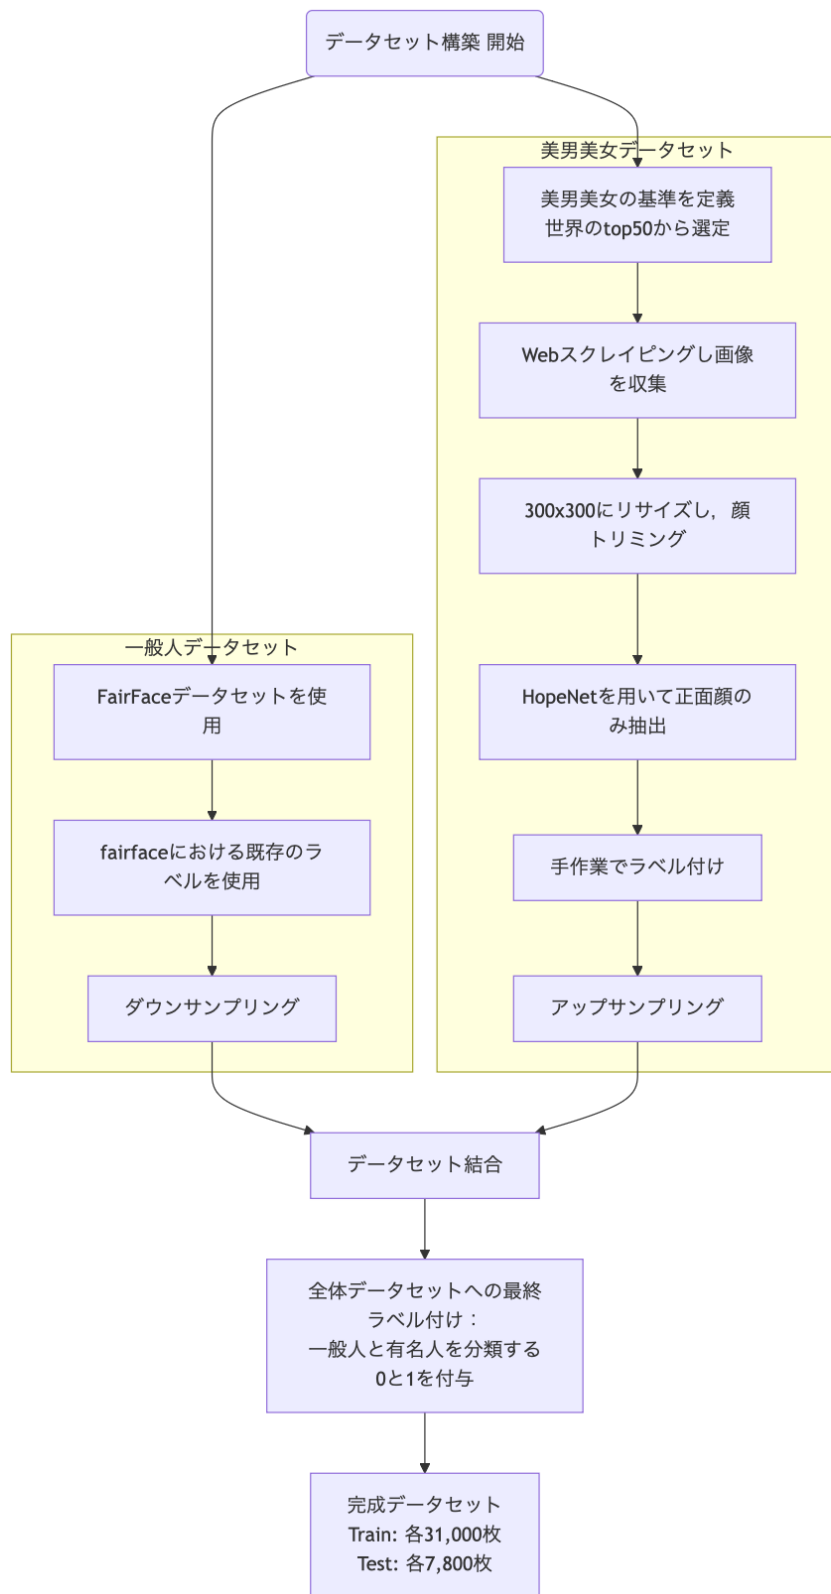 データセット構築 開始
美男美女データセット
美男美女の基準を定義
世界のtop50から選定
Webスクレイピングし画像
を収集
300x300にリサイズし，顔
トリミング
一般人データセット
FairFaceデータセットを使
用
HopeNetを用いて正面顔の
み抽出
fairfaceにおける既存のラ
ベルを使用
手作業でラベル付け
ダウンサンプリング
アップサンプリング
データセット結合
全体データセットへの最終
ラベル付け：
一般人と有名人を分類する
0と1を付与
完成データセット
Train: 各31,000枚
Test: 各7,800枚